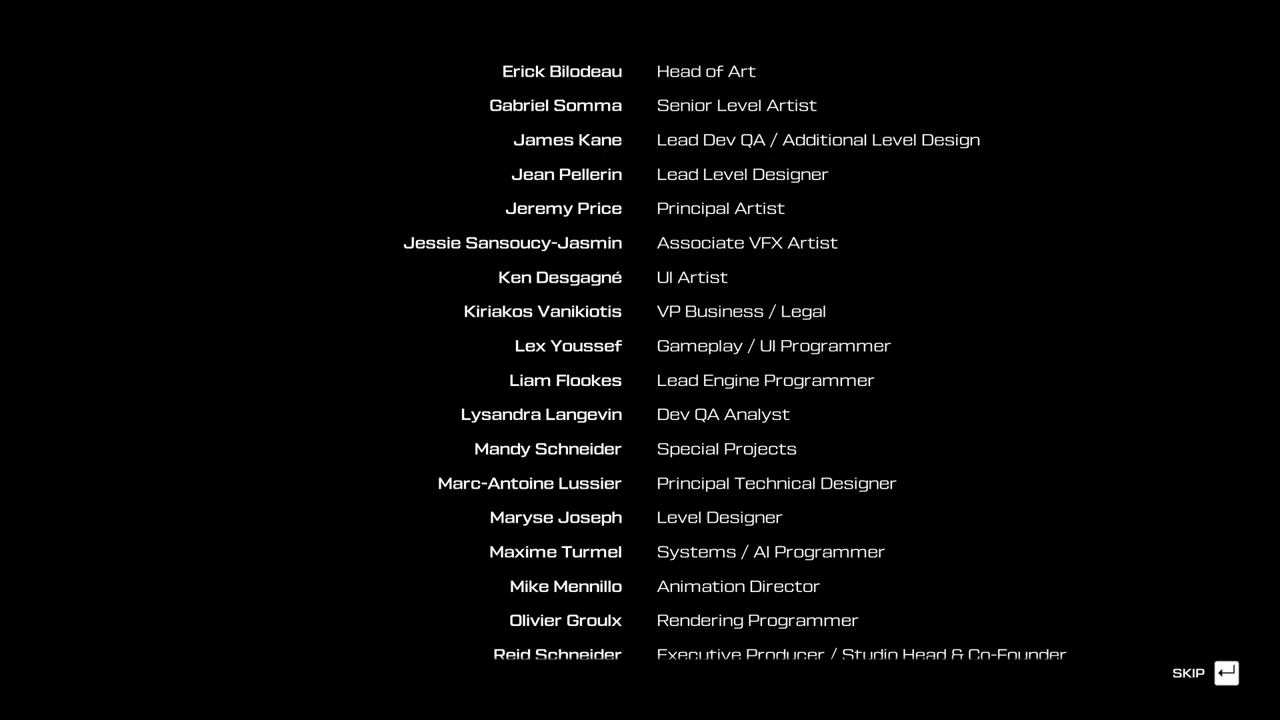 Erick Bilodeau Head of Art
Gabriel Somma Senior Level Artist
James Kane Lead Dev QA / Additional Level Design
Jean Pellerin Lead Level Designer
Jeremy Price Principal Artist
Jessie Sansoucy-Jasmin Associate VFX Artist
Ken Desgagné UI Artist
Kiriakos Vanikiotis VP Business / Legal
Lex Youssef Gameplay / UI Programmer
Liam Flookes Lead Engine Programmer
Lysandra Langevin Dev QA Analyst
Mandy Schneider Special Projects
Marc-Antoine Lussier Principal Technical Designer
Maryse Joseph Level Designer
Maxime Turmel Systems / AI Programmer
Mike Mennillo Animation Director
Olivier Groulx Rendering Programmer
Reid Schneider Executive Producer / Studio Head & Co-Founder
SKIP